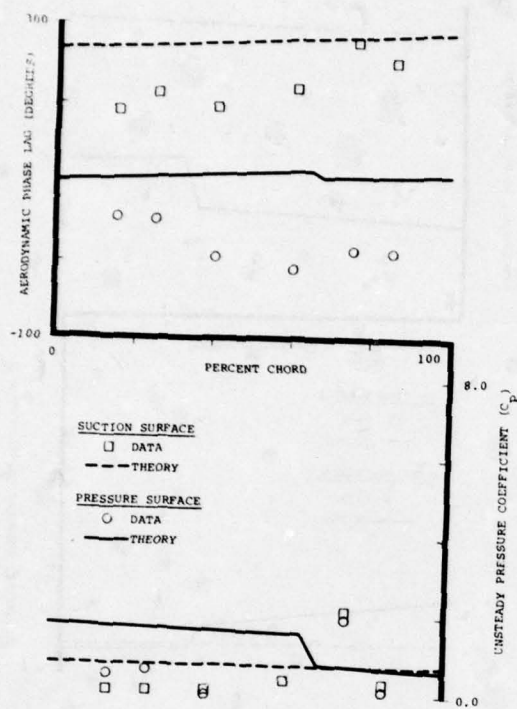 100
AERODYNAMIC PHASE LAG (DEGREES)
-100
0
100
PERCENT CHORD
8.0
UNSTEADY PRESSURE COEFFICIENT (Cp)
0.0
SUCTION SURFACE
DATA
THEORY
PRESSURE SURFACE
DATA
THEORY